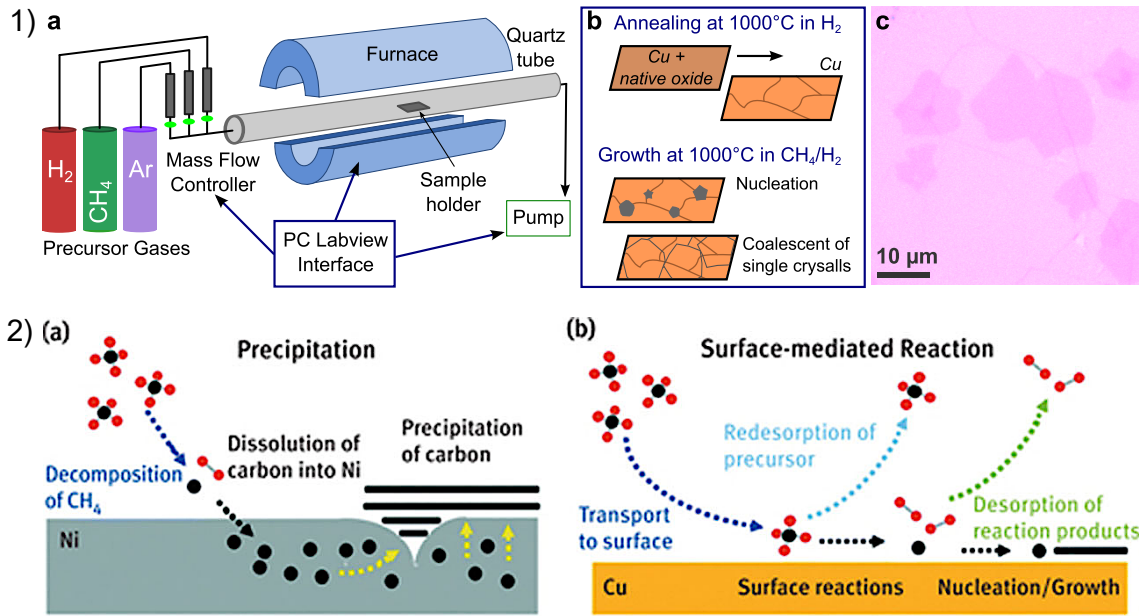 1) a
Furnace
Quartz
tube
H2
CH4
Ar
Mass Flow
Controller
Sample
holder
Precursor Gases
PC Labview
Interface
Pump
b Annealing at 1000°C in H2
Cu +
native oxide
Cu
Growth at 1000°C in CH4/H2
Nucleation
Coalescent of
single crysalls
c
10 µm
2) (a)
Precipitation
Decomposition
of CH4
Dissolution of
carbon into Ni
Precipitation
of carbon
Ni
(b)
Surface-mediated Reaction
Redesorption of
precursor
Transport
to surface
Desorption of
reaction products
Cu
Surface reactions
Nucleation/Growth